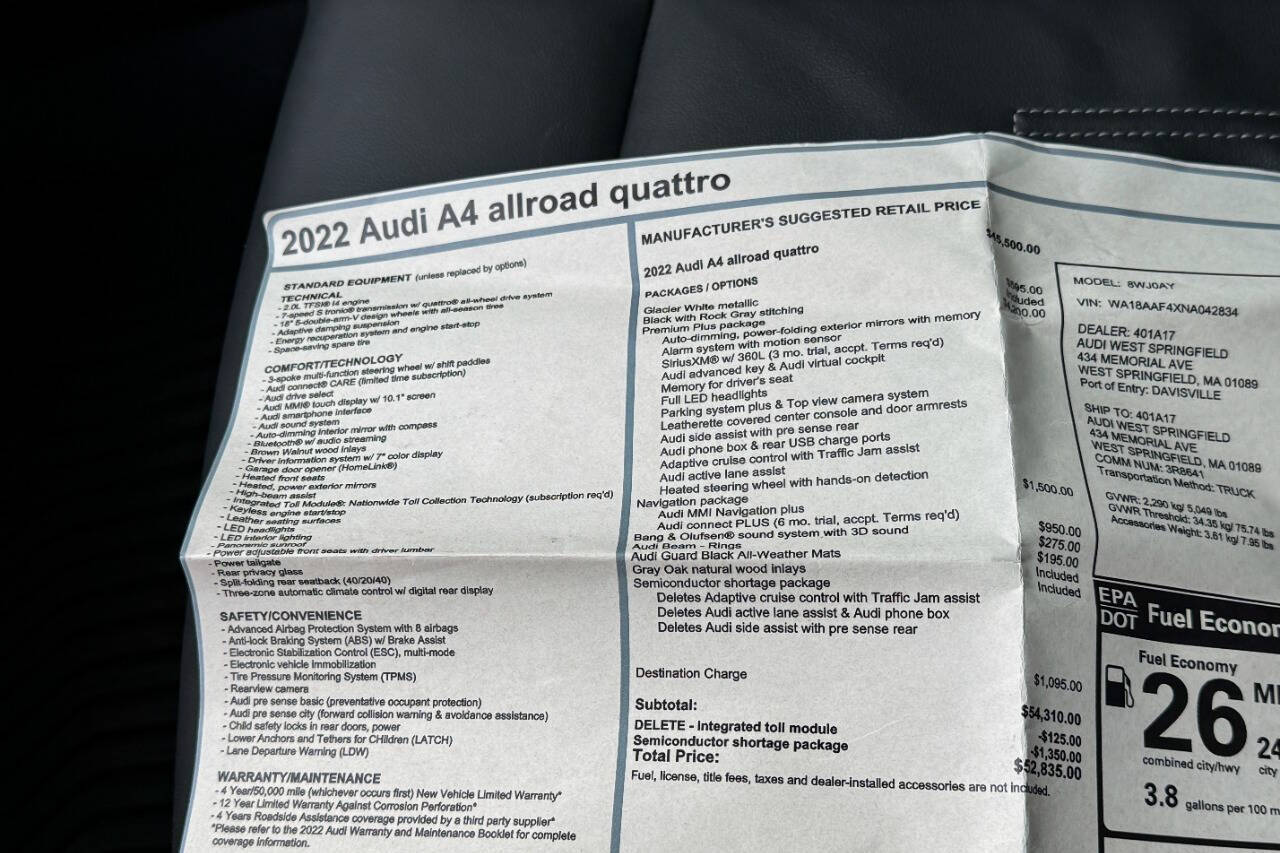 2022 Audi A4 allroad quattro
STANDARD EQUIPMENT (unless replaced by options)
TECHNICAL
- 2.0L TFSI® I4 engine
- 7-speed S tronic® transmission w/ quattro® all-wheel drive system
- 18" 5-double-arm-V design wheels with all-season tires
- Adaptive damping suspension
- Energy recuperation system and engine start-stop
- Space-saving spare tire
COMFORT/TECHNOLOGY
- 3-spoke multi-function steering wheel w/ shift paddles
- Audi connect® CARE (limited time subscription)
- Audi drive select
- Audi MMI® touch display w/ 10.1" screen
- Audi smartphone interface
- Audi sound system
- Auto-dimming interior mirror with compass
- Bluetooth® w/ audio streaming
- Brown Walnut wood inlays
- Driver information system w/ 7" color display
- Garage door opener (HomeLink®)
- Heated front seats
- Heated, power exterior mirrors
- High-beam assist
- Integrated Toll Module®: Nationwide Toll Collection Technology (subscription req'd)
- Keyless engine start/stop
- Leather seating surfaces
- LED headlights
- LED interior lighting
- Panoramic sunroof
- Power adjustable front seats with driver lumbar
- Power tailgate
- Rear privacy glass
- Split-folding rear seatback (40/20/40)
- Three-zone automatic climate control w/ digital rear display
SAFETY/CONVENIENCE
- Advanced Airbag Protection System with 8 airbags
- Anti-lock Braking System (ABS) w/ Brake Assist
- Electronic Stabilization Control (ESC), multi-mode
- Electronic vehicle Immobilization
- Tire Pressure Monitoring System (TPMS)
- Rearview camera
- Audi pre sense basic (preventative occupant protection)
- Audi pre sense city (forward collision warning & avoidance assistance)
- Child safety locks in rear doors, power
- Lower Anchors and Tethers for CHildren (LATCH)
- Lane Departure Warning (LDW)
WARRANTY/MAINTENANCE
- 4 Year/50,000 mile (whichever occurs first) New Vehicle Limited Warranty*
- 12 Year Limited Warranty Against Corrosion Perforation*
- 4 Years Roadside Assistance coverage provided by a third party supplier*
*Please refer to the 2022 Audi Warranty and Maintenance Booklet for complete
coverage information.
MANUFACTURER'S SUGGESTED RETAIL PRICE
2022 Audi A4 allroad quattro $45,500.00
PACKAGES / OPTIONS
Glacier White metallic $595.00
Black with Rock Gray stitching Included
Premium Plus package $4,200.00
Auto-dimming, power-folding exterior mirrors with memory
Alarm system with motion sensor
SiriusXM® w/ 360L (3 mo. trial, accpt. Terms req'd)
Audi advanced key & Audi virtual cockpit
Memory for driver's seat
Full LED headlights
Parking system plus & Top view camera system
Leatherette covered center console and door armrests
Audi side assist with pre sense rear
Audi phone box & rear USB charge ports
Adaptive cruise control with Traffic Jam assist
Audi active lane assist
Heated steering wheel with hands-on detection
Navigation package $1,500.00
Audi MMI Navigation plus
Audi connect PLUS (6 mo. trial, accpt. Terms req'd)
Bang & Olufsen® sound system with 3D sound $950.00
Audi Beam - Rings $275.00
Audi Guard Black All-Weather Mats $195.00
Gray Oak natural wood inlays Included
Semiconductor shortage package Included
Deletes Adaptive cruise control with Traffic Jam assist
Deletes Audi active lane assist & Audi phone box
Deletes Audi side assist with pre sense rear
Destination Charge $1,095.00
Subtotal: $54,310.00
DELETE - Integrated toll module -$125.00
Semiconductor shortage package -$1,350.00
Total Price: $52,835.00
Fuel, license, title fees, taxes and dealer-installed accessories are not included.
MODEL: 8WJ0AY
VIN: WA18AAF4XNA042834
DEALER: 401A17
AUDI WEST SPRINGFIELD
434 MEMORIAL AVE
WEST SPRINGFIELD, MA 01089
Port of Entry: DAVISVILLE
SHIP TO: 401A17
AUDI WEST SPRINGFIELD
434 MEMORIAL AVE
WEST SPRINGFIELD, MA 01089
COMM NUM: 3R8641
Transportation Method: TRUCK
GVWR: 2,290 kg/ 5,049 lbs
GVWR Threshold: 34.35 kg/ 75.74 lbs
Accessories Weight: 3.61 kg/ 7.95 lbs
EPA
DOT Fuel Econo
Fuel Economy
26
24
combined city/hwy city
3.8 gallons per 100 m